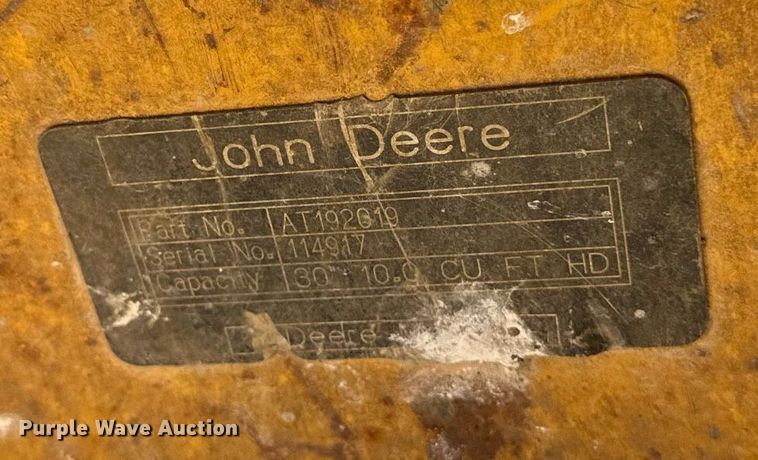 John Deere
Part No. AT192619
Serial No. 114917
Capacity 30" 10.0 CU. FT. HD
Deere
Purple Wave Auction